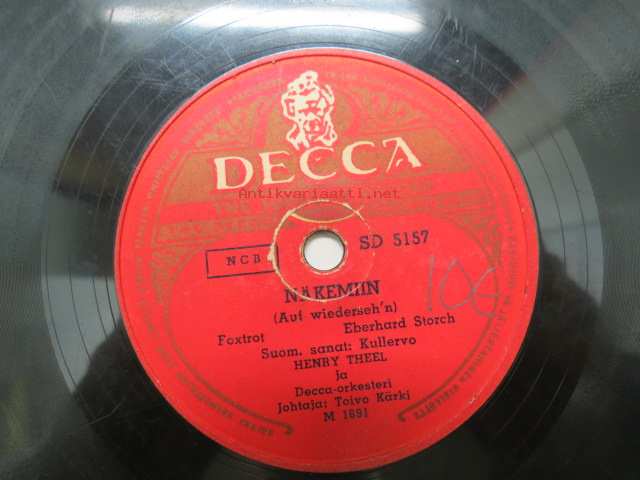 DECCA
Antikvariaatti.net
NCB
SD 5157
NÄKEMIIN
(Auf wiederseh'n)
Foxtrot Eberhard Storch
Suom. sanat: Kullervo
HENRY THEEL
ja
Decca-orkesteri
Johtaja: Toivo Kärki
M 1691